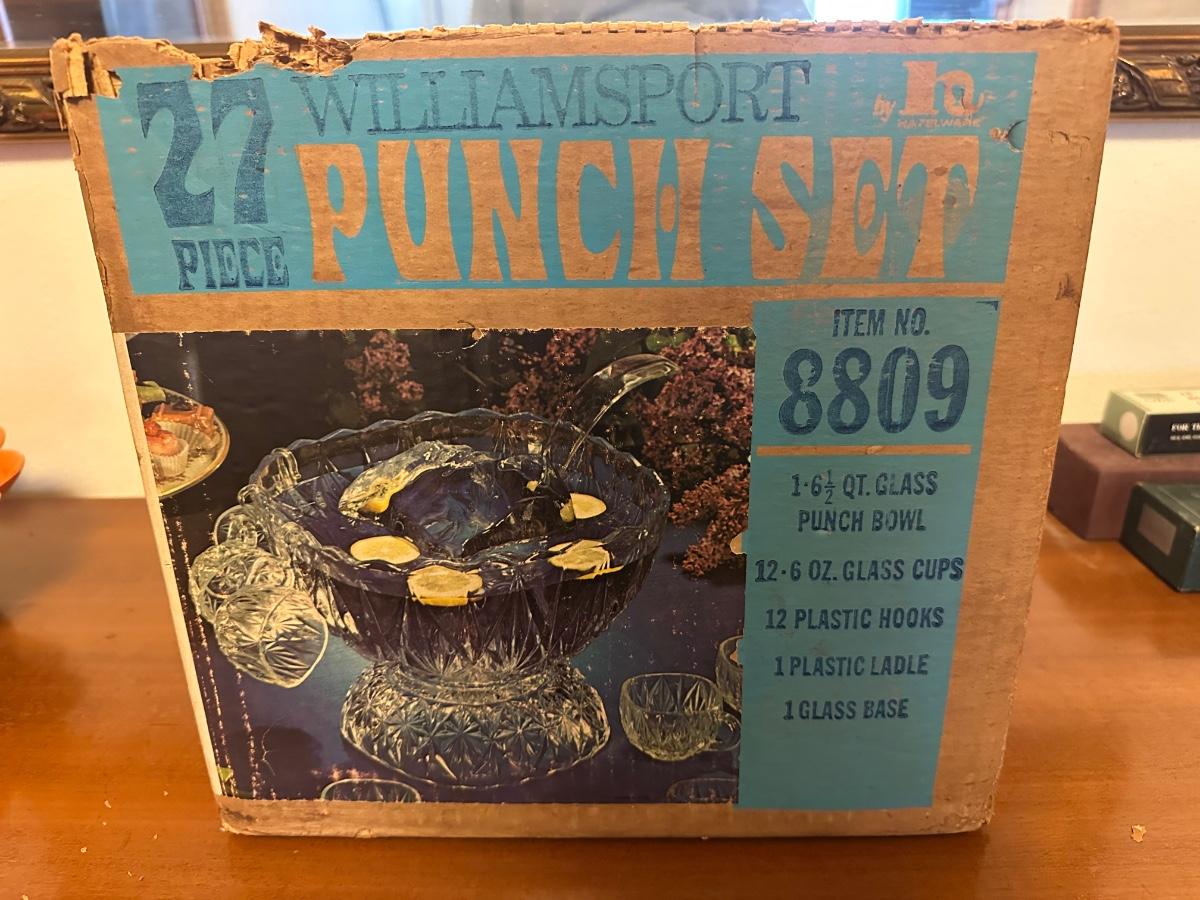 27
PIECE
WILLIAMSPORT
PUNCH SET
by h
HAZELWARE
ITEM NO.
8809
1·6½ QT. GLASS
PUNCH BOWL
12·6 OZ. GLASS CUPS
12 PLASTIC HOOKS
1 PLASTIC LADLE
1 GLASS BASE